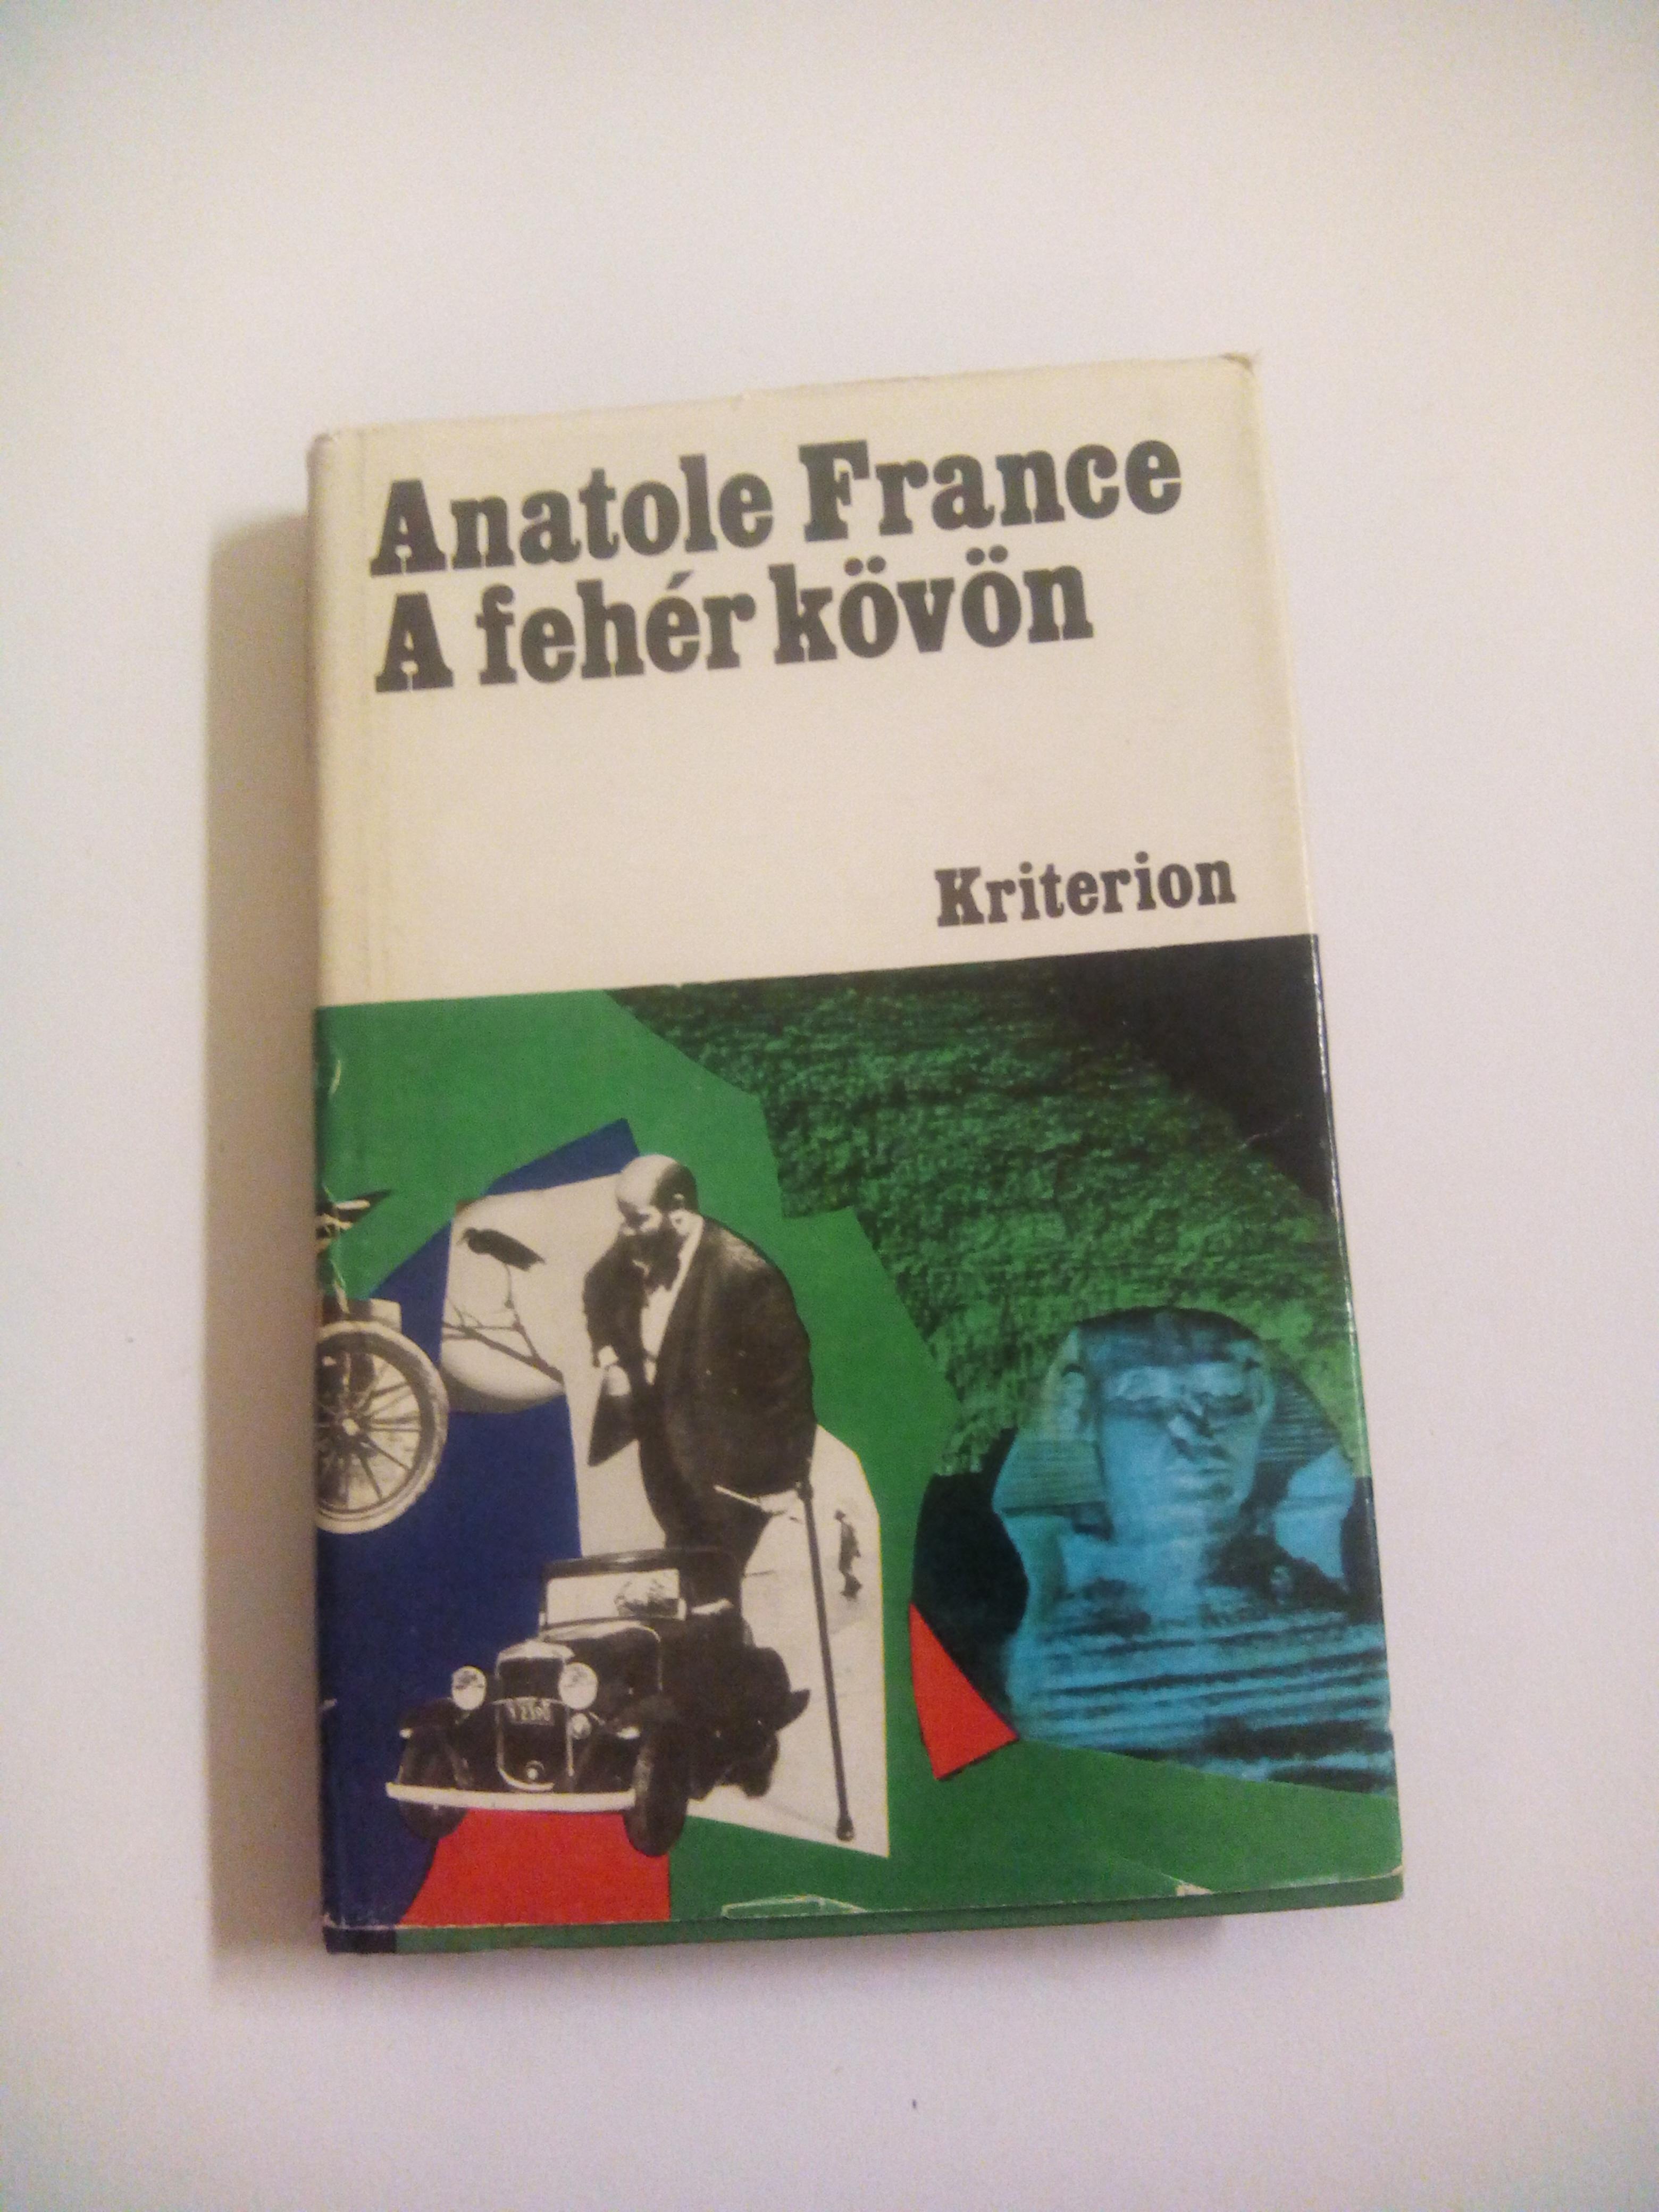 Anatole France
A fehér kövön
Kriterion